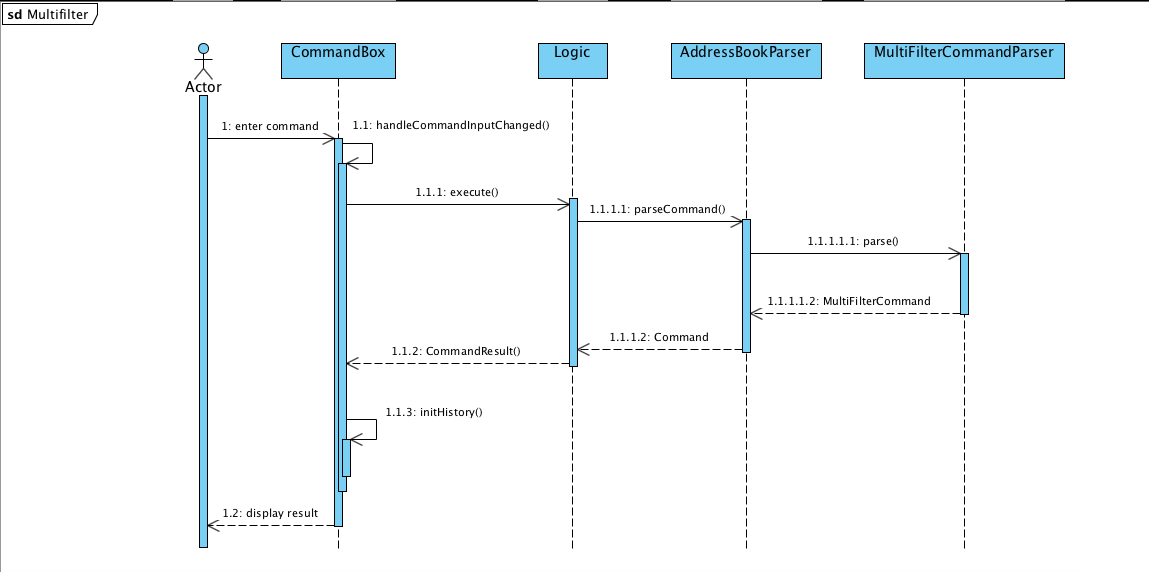 sd Multifilter
CommandBox
Logic
AddressBookParser
MultiFilterCommandParser
Actor
1: enter command
1.1: handleCommandInputChanged()
1.1.1: execute()
1.1.1.1: parseCommand()
1.1.1.1.1: parse()
1.1.1.1.2: MultiFilterCommand
1.1.1.2: Command
1.1.2: CommandResult()
1.1.3: initHistory()
1.2: display result